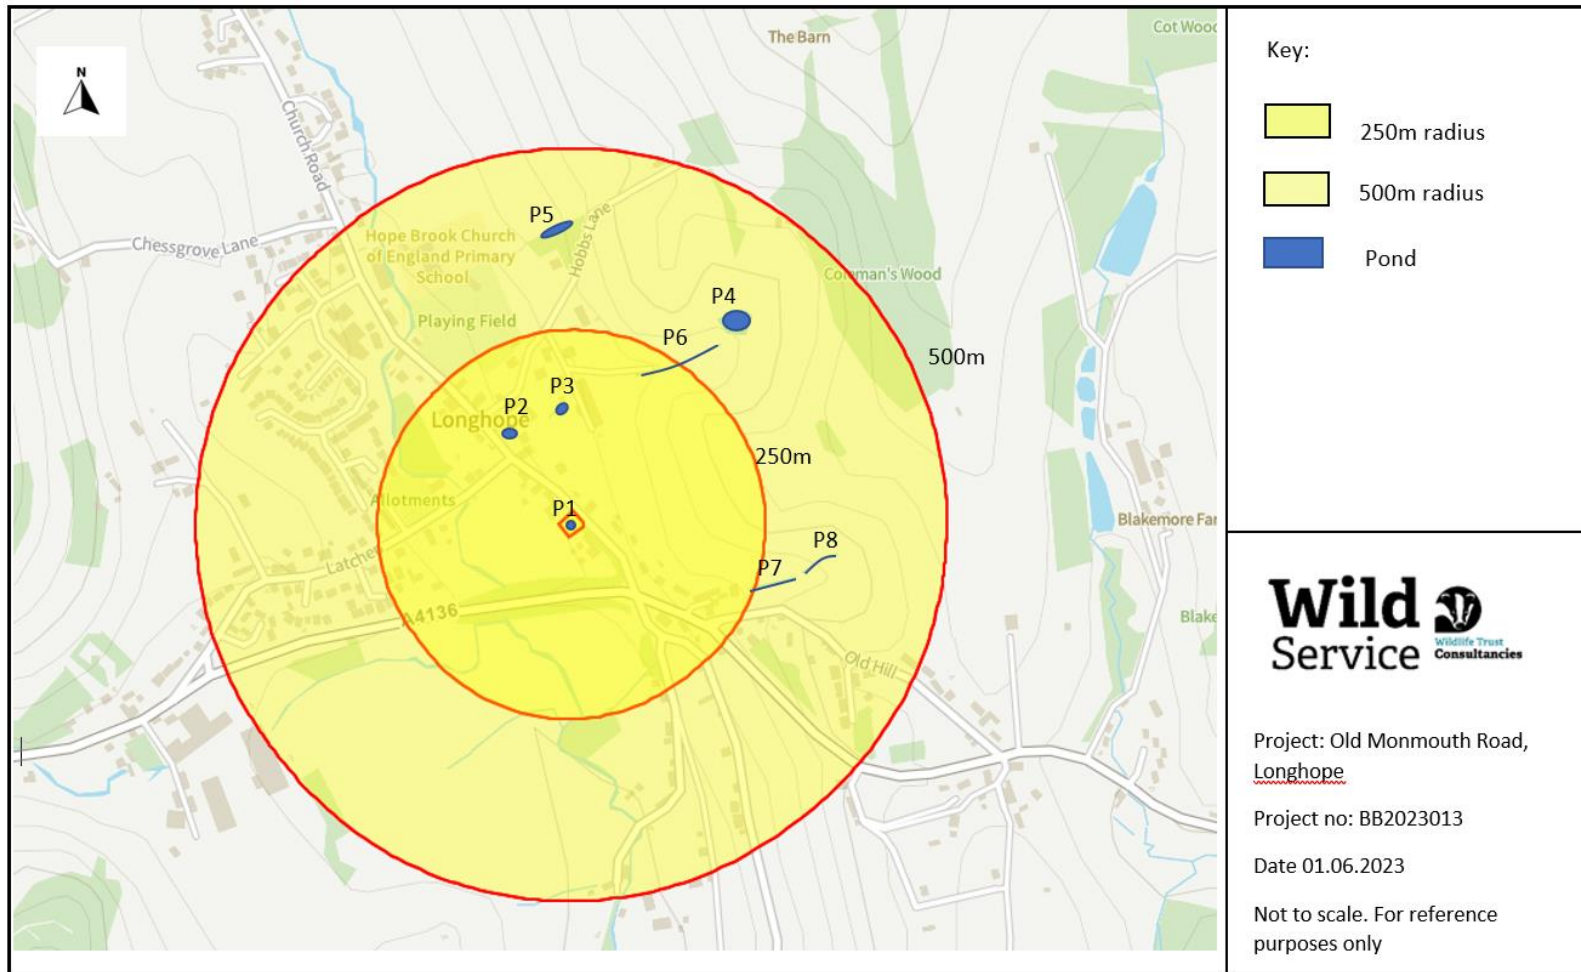 N
The Barn
Cot Wood
Church Road
Chessgrove Lane
Hope Brook Church
of England Primary
School
P5
Hobbs Lane
Comman's Wood
P4
Playing Field
P6
500m
P3
P2
Longhope
250m
Allotments
P1
Blakemore Far
Latche
P8
P7
A4136
Blake
Old Hill
Key:
250m radius
500m radius
Pond
Wild
Service
Wildlife Trust
Consultancies
Project: Old Monmouth Road,
Longhope
Project no: BB2023013
Date 01.06.2023
Not to scale. For reference
purposes only